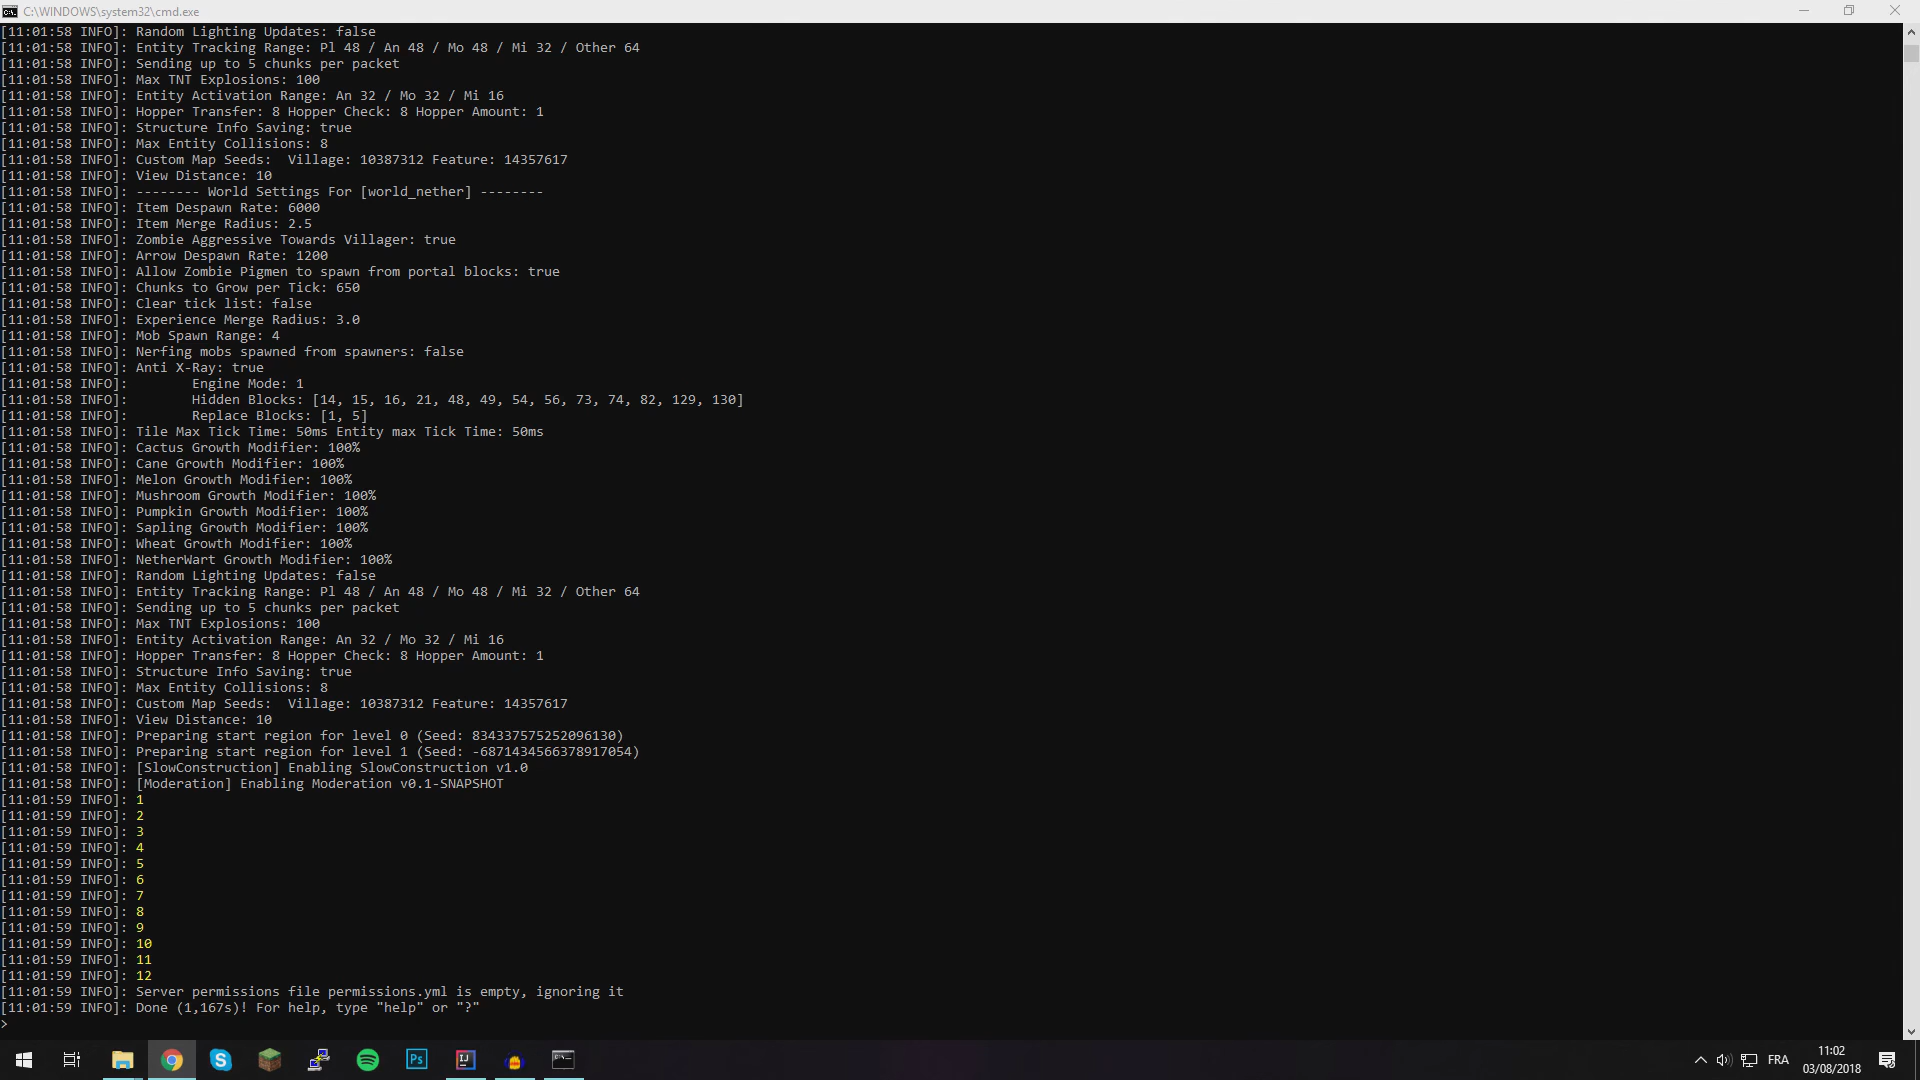 C:\WINDOWS\system32\cmd.exe
[11:01:58 INFO]: Random Lighting Updates: false
[11:01:58 INFO]: Entity Tracking Range: Pl 48 / An 48 / Mo 48 / Mi 32 / Other 64
[11:01:58 INFO]: Sending up to 5 chunks per packet
[11:01:58 INFO]: Max TNT Explosions: 100
[11:01:58 INFO]: Entity Activation Range: An 32 / Mo 32 / Mi 16
[11:01:58 INFO]: Hopper Transfer: 8 Hopper Check: 8 Hopper Amount: 1
[11:01:58 INFO]: Structure Info Saving: true
[11:01:58 INFO]: Max Entity Collisions: 8
[11:01:58 INFO]: Custom Map Seeds:  Village: 10387312 Feature: 14357617
[11:01:58 INFO]: View Distance: 10
[11:01:58 INFO]: -------- World Settings For [world_nether] --------
[11:01:58 INFO]: Item Despawn Rate: 6000
[11:01:58 INFO]: Item Merge Radius: 2.5
[11:01:58 INFO]: Zombie Aggressive Towards Villager: true
[11:01:58 INFO]: Arrow Despawn Rate: 1200
[11:01:58 INFO]: Allow Zombie Pigmen to spawn from portal blocks: true
[11:01:58 INFO]: Chunks to Grow per Tick: 650
[11:01:58 INFO]: Clear tick list: false
[11:01:58 INFO]: Experience Merge Radius: 3.0
[11:01:58 INFO]: Mob Spawn Range: 4
[11:01:58 INFO]: Nerfing mobs spawned from spawners: false
[11:01:58 INFO]: Anti X-Ray: true
[11:01:58 INFO]:        Engine Mode: 1
[11:01:58 INFO]:        Hidden Blocks: [14, 15, 16, 21, 48, 49, 54, 56, 73, 74, 82, 129, 130]
[11:01:58 INFO]:        Replace Blocks: [1, 5]
[11:01:58 INFO]: Tile Max Tick Time: 50ms Entity max Tick Time: 50ms
[11:01:58 INFO]: Cactus Growth Modifier: 100%
[11:01:58 INFO]: Cane Growth Modifier: 100%
[11:01:58 INFO]: Melon Growth Modifier: 100%
[11:01:58 INFO]: Mushroom Growth Modifier: 100%
[11:01:58 INFO]: Pumpkin Growth Modifier: 100%
[11:01:58 INFO]: Sapling Growth Modifier: 100%
[11:01:58 INFO]: Wheat Growth Modifier: 100%
[11:01:58 INFO]: NetherWart Growth Modifier: 100%
[11:01:58 INFO]: Random Lighting Updates: false
[11:01:58 INFO]: Entity Tracking Range: Pl 48 / An 48 / Mo 48 / Mi 32 / Other 64
[11:01:58 INFO]: Sending up to 5 chunks per packet
[11:01:58 INFO]: Max TNT Explosions: 100
[11:01:58 INFO]: Entity Activation Range: An 32 / Mo 32 / Mi 16
[11:01:58 INFO]: Hopper Transfer: 8 Hopper Check: 8 Hopper Amount: 1
[11:01:58 INFO]: Structure Info Saving: true
[11:01:58 INFO]: Max Entity Collisions: 8
[11:01:58 INFO]: Custom Map Seeds:  Village: 10387312 Feature: 14357617
[11:01:58 INFO]: View Distance: 10
[11:01:58 INFO]: Preparing start region for level 0 (Seed: 834337575252096130)
[11:01:58 INFO]: Preparing start region for level 1 (Seed: -6871434566378917054)
[11:01:58 INFO]: [SlowConstruction] Enabling SlowConstruction v1.0
[11:01:58 INFO]: [Moderation] Enabling Moderation v0.1-SNAPSHOT
[11:01:59 INFO]: 1
[11:01:59 INFO]: 2
[11:01:59 INFO]: 3
[11:01:59 INFO]: 4
[11:01:59 INFO]: 5
[11:01:59 INFO]: 6
[11:01:59 INFO]: 7
[11:01:59 INFO]: 8
[11:01:59 INFO]: 9
[11:01:59 INFO]: 10
[11:01:59 INFO]: 11
[11:01:59 INFO]: 12
[11:01:59 INFO]: Server permissions file permissions.yml is empty, ignoring it
[11:01:59 INFO]: Done (1,167s)! For help, type "help" or "?"
>
Ps
IJ
FRA
11:02
03/08/2018